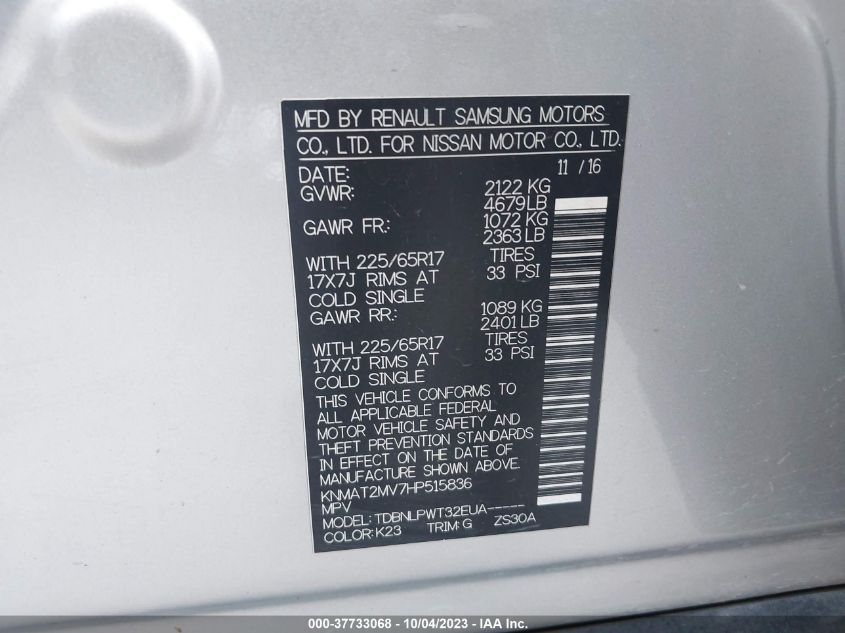 MFD BY RENAULT SAMSUNG MOTORS
CO., LTD. FOR NISSAN MOTOR CO., LTD.
DATE: 11 / 16
GVWR: 2122 KG
4679 LB
GAWR FR: 1072 KG
2363 LB
WITH 225/65R17 TIRES
17X7J RIMS AT 33 PSI
COLD SINGLE
GAWR RR: 1089 KG
2401 LB
WITH 225/65R17 TIRES
17X7J RIMS AT 33 PSI
COLD SINGLE
THIS VEHICLE CONFORMS TO
ALL APPLICABLE FEDERAL
MOTOR VEHICLE SAFETY AND
THEFT PREVENTION STANDARDS
IN EFFECT ON THE DATE OF
MANUFACTURE SHOWN ABOVE.
KNMAT2MV7HP515836
MPV
MODEL: TDBNLPWT32EUA-----
COLOR: K23 TRIM: G ZS30A
000-37733068 - 10/04/2023 - IAA Inc.